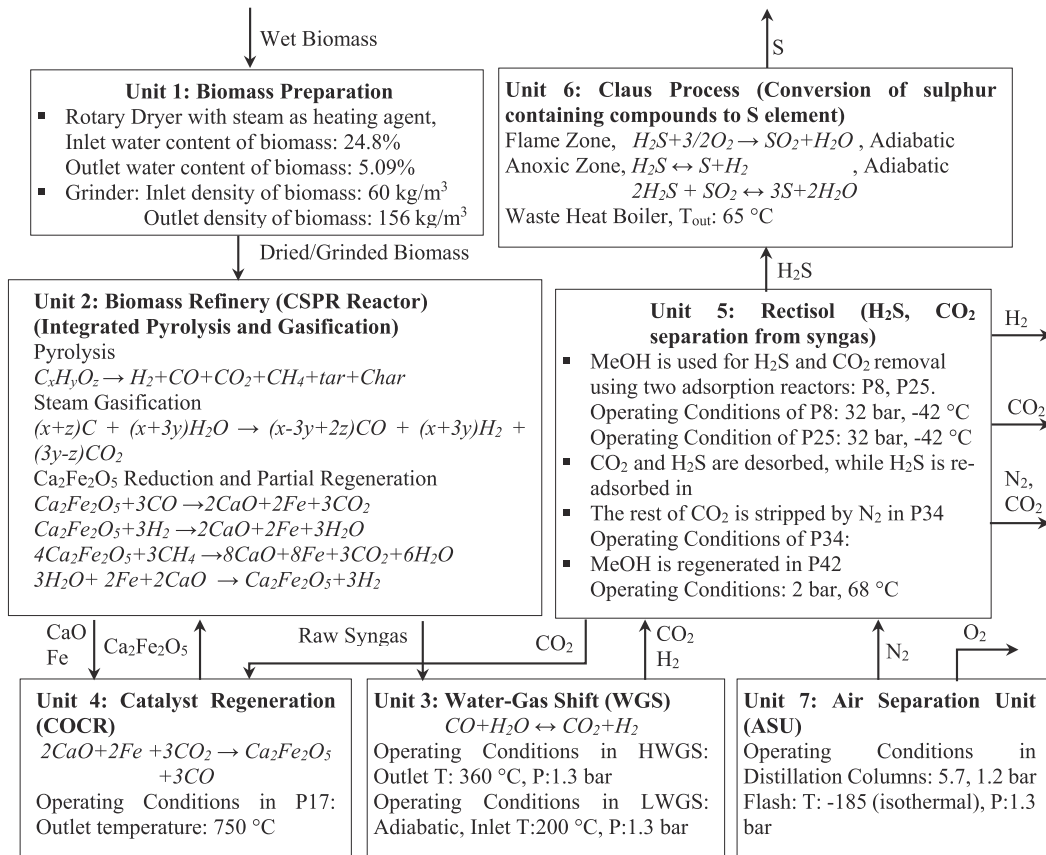 Wet Biomass
Unit 1: Biomass Preparation
▪ Rotary Dryer with steam as heating agent,
Inlet water content of biomass: 24.8%
Outlet water content of biomass: 5.09%
▪ Grinder: Inlet density of biomass: 60 kg/m³
Outlet density of biomass: 156 kg/m³
Dried/Grinded Biomass
Unit 2: Biomass Refinery (CSPR Reactor)
(Integrated Pyrolysis and Gasification)
Pyrolysis
CₓHᵧO_z → H₂+CO+CO₂+CH₄+tar+Char
Steam Gasification
(x+z)C + (x+3y)H₂O → (x-3y+2z)CO + (x+3y)H₂ +
(3y-z)CO₂
Ca₂Fe₂O₅ Reduction and Partial Regeneration
Ca₂Fe₂O₅+3CO →2CaO+2Fe+3CO₂
Ca₂Fe₂O₅+3H₂ →2CaO+2Fe+3H₂O
4Ca₂Fe₂O₅+3CH₄→8CaO+8Fe+3CO₂+6H₂O
3H₂O+ 2Fe+2CaO → Ca₂Fe₂O₅+3H₂
CaO
Fe
Ca₂Fe₂O₅
Raw Syngas
CO₂
CO₂
H₂
Unit 4: Catalyst Regeneration
(COCR)
2CaO+2Fe +3CO₂ → Ca₂Fe₂O₅
+3CO
Operating Conditions in P17:
Outlet temperature: 750 °C
Unit 3: Water-Gas Shift (WGS)
CO+H₂O ↔ CO₂+H₂
Operating Conditions in HWGS:
Outlet T: 360 °C, P:1.3 bar
Operating Conditions in LWGS:
Adiabatic, Inlet T:200 °C, P:1.3 bar
S
Unit 6: Claus Process (Conversion of sulphur
containing compounds to S element)
Flame Zone, H₂S+3/2O₂ → SO₂+H₂O , Adiabatic
Anoxic Zone, H₂S ↔ S+H₂ , Adiabatic
2H₂S + SO₂ ↔ 3S+2H₂O
Waste Heat Boiler, Tₒᵤₜ: 65 °C
H₂S
Unit 5: Rectisol (H₂S, CO₂
separation from syngas)
▪ MeOH is used for H₂S and CO₂ removal
using two adsorption reactors: P8, P25.
Operating Conditions of P8: 32 bar, -42 °C
Operating Condition of P25: 32 bar, -42 °C
▪ CO₂ and H₂S are desorbed, while H₂S is re-
adsorbed in
▪ The rest of CO₂ is stripped by N₂ in P34
Operating Conditions of P34:
▪ MeOH is regenerated in P42
Operating Conditions: 2 bar, 68 °C
H₂
CO₂
N₂,
CO₂
N₂
O₂
Unit 7: Air Separation Unit
(ASU)
Operating Conditions in
Distillation Columns: 5.7, 1.2 bar
Flash: T: -185 (isothermal), P:1.3
bar